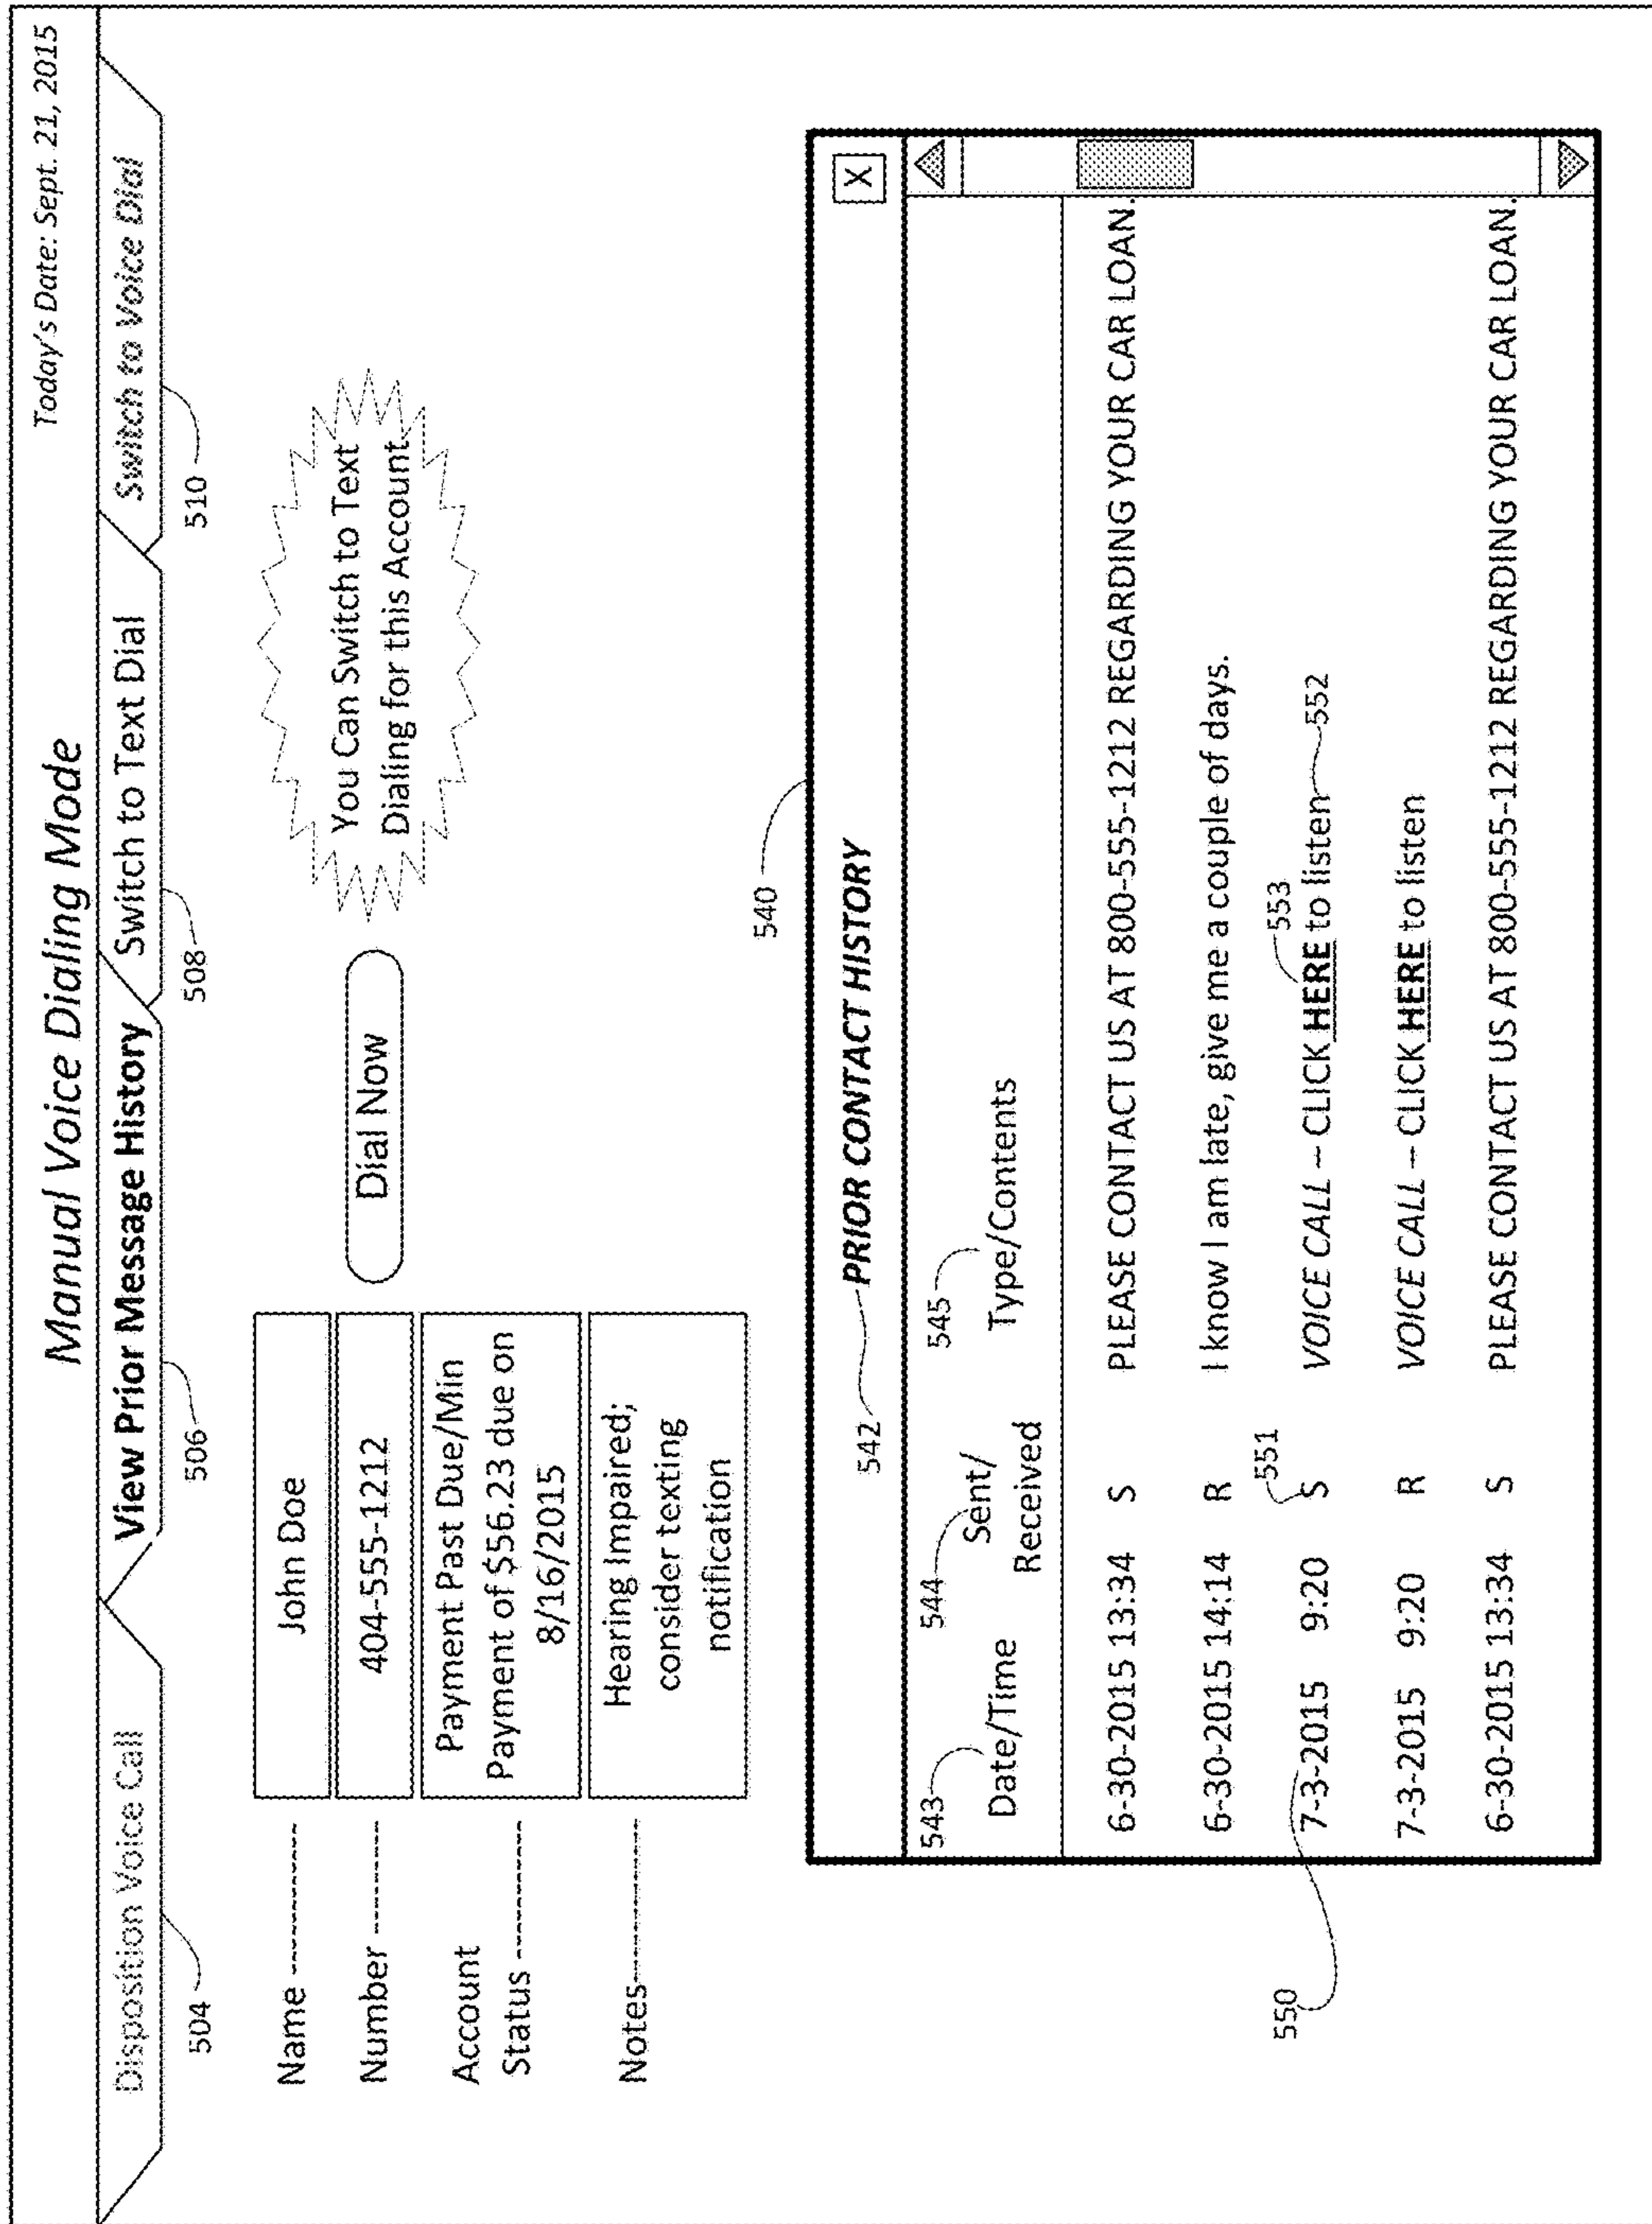 Manual Voice Dialing Mode
Today's Date: Sept. 21, 2015
Disposition Voice Call
View Prior Message History
Switch to Text Dial
Switch to Voice Dial
504
506
508
510
Name
John Doe
Number
404-555-1212
Dial Now
You Can Switch to Text
Dialing for this Account
Account
Status
Payment Past Due/Min
Payment of $56.23 due on
8/16/2015
Notes
Hearing Impaired;
consider texting
notification
540
542
PRIOR CONTACT HISTORY
X
543
544
545
Date/Time
Sent/
Received
Type/Contents
6-30-2015 13:34 S PLEASE CONTACT US AT 800-555-1212 REGARDING YOUR CAR LOAN.
6-30-2015 14:14 R I know I am late, give me a couple of days.
550
551
553
552
7-3-2015 9:20 S VOICE CALL – CLICK HERE to listen
7-3-2015 9:20 R VOICE CALL – CLICK HERE to listen
6-30-2015 13:34 S PLEASE CONTACT US AT 800-555-1212 REGARDING YOUR CAR LOAN.